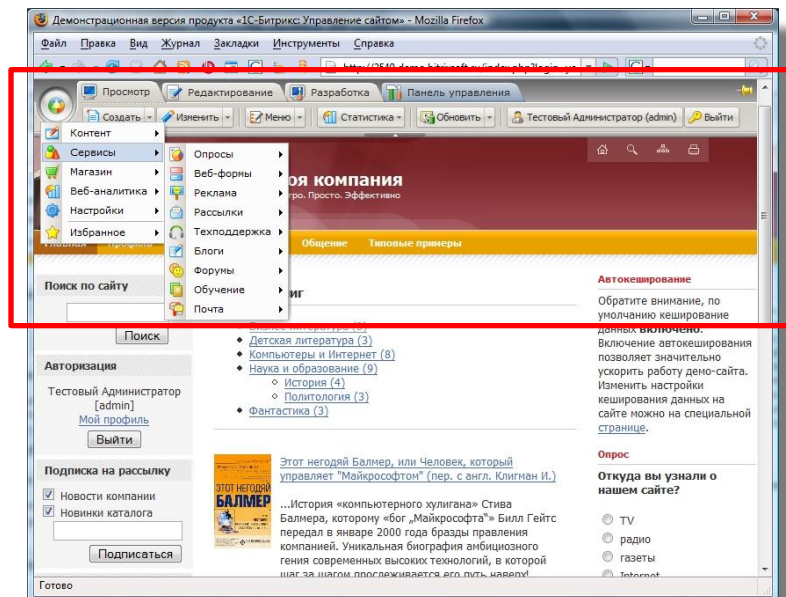 Демонстрационная версия продукта «1С-Битрикс: Управление сайтом» - Mozilla Firefox
Файл Правка Вид Журнал Закладки Инструменты Справка
Просмотр Редактирование Разработка Панель управления
Создать Изменить Меню Статистика Обновить Тестовый Администратор (admin) Выйти
Контент
Сервисы
Магазин
Веб-аналитика
Настройки
Избранное
Опросы
Веб-формы
Реклама
Рассылки
Техподдержка
Блоги
Форумы
Обучение
Почта
компания
Просто. Эффективно
Общение Типовые примеры
Поиск по сайту
Поиск
Авторизация
Тестовый Администратор
[admin]
Мой профиль
Выйти
Подписка на рассылку
Новости компании
Новинки каталога
Подписаться
Детская литература (3)
Компьютеры и Интернет (8)
Наука и образование (9)
История (4)
Политология (3)
Фантастика (3)
ЭТОТ НЕГОДЯЙ
БАЛМЕР
Этот негодяй Балмер, или Человек, который
управляет "Майкрософтом" (пер. с англ. Клигман И.)
...История «компьютерного хулигана» Стива
Балмера, которому «бог „Майкрософта“» Билл Гейтс
передал в январе 2000 года бразды правления
компанией. Уникальная биография амбициозного
гения современных высоких технологий, в которой
шаг за шагом прослеживается его путь наверх!
Автокеширование
Обратите внимание, по
умолчанию кеширование
данных включено.
Включение автокеширования
позволяет значительно
ускорить работу демо-сайта.
Изменить настройки
кеширования данных на
сайте можно на специальной
странице.
Опрос
Откуда вы узнали о
нашем сайте?
TV
радио
газеты
Internet
Готово